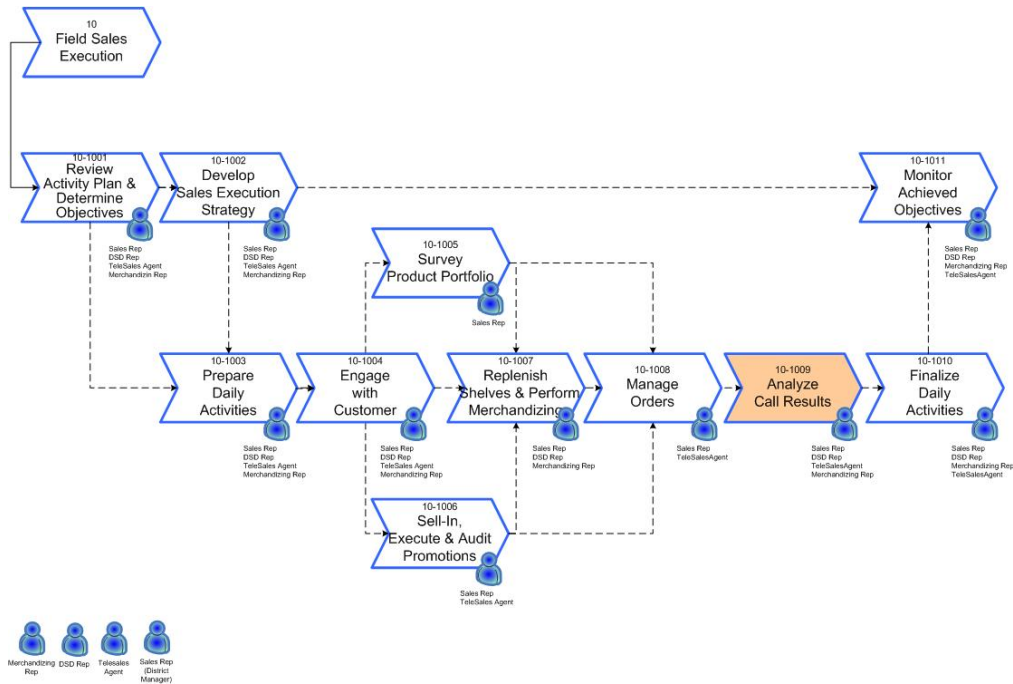 10
Field Sales
Execution
10-1001
Review
Activity Plan &
Determine
Objectives
Sales Rep
DSD Rep
TeleSales Agent
Merchandizin Rep
10-1002
Develop
Sales Execution
Strategy
Sales Rep
DSD Rep
TeleSales Agent
Merchandizing Rep
10-1011
Monitor
Achieved
Objectives
Sales Rep
DSD Rep
Merchandizing Rep
TeleSalesAgent
10-1005
Survey
Product Portfolio
Sales Rep
10-1003
Prepare
Daily
Activities
Sales Rep
DSD Rep
TeleSales Agent
Merchandizing Rep
10-1004
Engage
with
Customer
Sales Rep
DSD Rep
TeleSales Agent
Merchandizing Rep
10-1007
Replenish
Shelves & Perform
Merchandizing
Sales Rep
DSD Rep
Merchandizing Rep
10-1008
Manage
Orders
Sales Rep
TeleSalesAgent
10-1009
Analyze
Call Results
Sales Rep
DSD Rep
TeleSalesAgent
Merchandizing Rep
10-1010
Finalize
Daily
Activities
Sales Rep
DSD Rep
Merchandizing Rep
TeleSalesAgent
10-1006
Sell-In,
Execute & Audit
Promotions
Sales Rep
TeleSales Agent
Merchandizing
Rep
DSD Rep
Telesales
Agent
Sales Rep
(District
Manager)